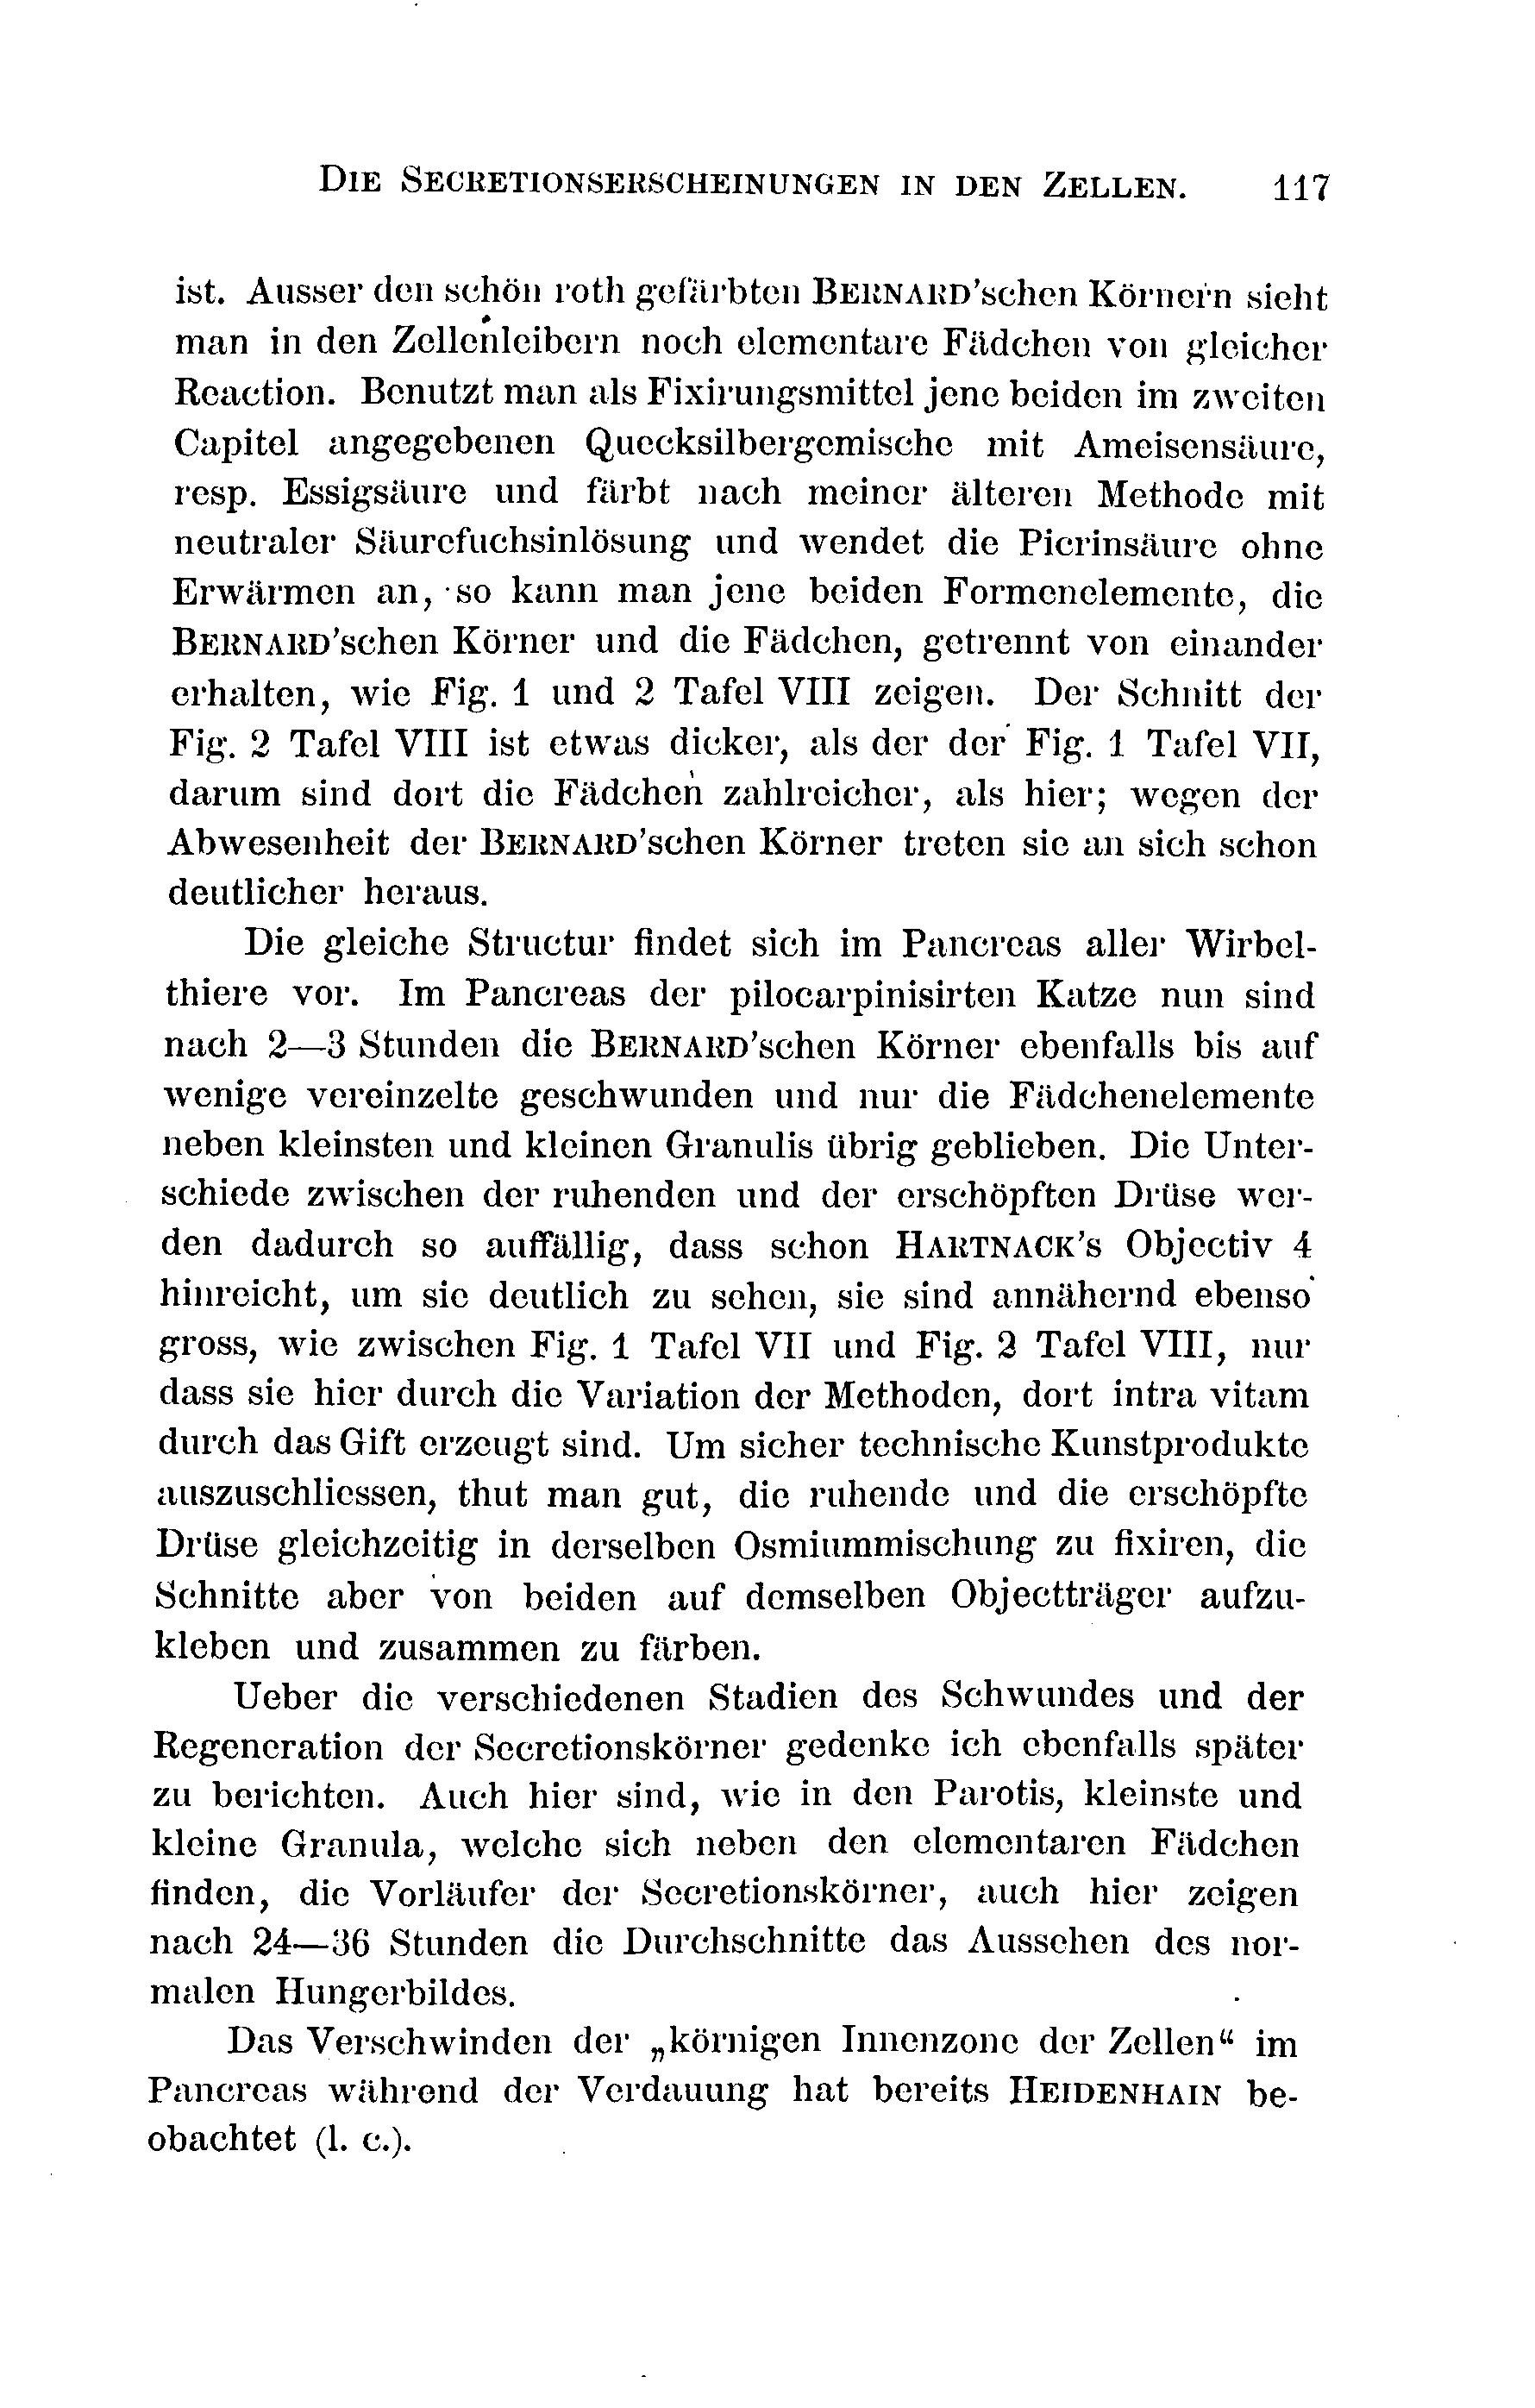 Die Secretionserscheinungen in den Zellen. 117
ist. Ausser den schön roth gefärbten Bernard'schen Körnern sieht
man in den Zellenleibern noch elementare Fädchen von gleicher
Reaction. Benutzt man als Fixirungsmittel jene beiden im zweiten
Capitel angegebenen Quecksilbergemische mit Ameisensäure,
resp. Essigsäure und färbt nach meiner älteren Methode mit
neutraler Säurefuchsinlösung und wendet die Picrinsäure ohne
Erwärmen an, so kann man jene beiden Formenelemente, die
Bernard'schen Körner und die Fädchen, getrennt von einander
erhalten, wie Fig. 1 und 2 Tafel VIII zeigen. Der Schnitt der
Fig. 2 Tafel VIII ist etwas dicker, als der der Fig. 1 Tafel VII,
darum sind dort die Fädchen zahlreicher, als hier; wegen der
Abwesenheit der Bernard'schen Körner treten sie an sich schon
deutlicher heraus.
Die gleiche Structur findet sich im Pancreas aller Wirbel-
thiere vor. Im Pancreas der pilocarpinisirten Katze nun sind
nach 2—3 Stunden die Bernard'schen Körner ebenfalls bis auf
wenige vereinzelte geschwunden und nur die Fädchenelemente
neben kleinsten und kleinen Granulis übrig geblieben. Die Unter-
schiede zwischen der ruhenden und der erschöpften Drüse wer-
den dadurch so auffällig, dass schon Hartnack's Objectiv 4
hinreicht, um sie deutlich zu sehen, sie sind annähernd ebenso
gross, wie zwischen Fig. 1 Tafel VII und Fig. 2 Tafel VIII, nur
dass sie hier durch die Variation der Methoden, dort intra vitam
durch das Gift erzeugt sind. Um sicher technische Kunstprodukte
auszuschliessen, thut man gut, die ruhende und die erschöpfte
Drüse gleichzeitig in derselben Osmiummischung zu fixiren, die
Schnitte aber von beiden auf demselben Objectträger aufzu-
kleben und zusammen zu färben.
Ueber die verschiedenen Stadien des Schwundes und der
Regeneration der Secretionskörner gedenke ich ebenfalls später
zu berichten. Auch hier sind, wie in den Parotis, kleinste und
kleine Granula, welche sich neben den elementaren Fädchen
finden, die Vorläufer der Secretionskörner, auch hier zeigen
nach 24—36 Stunden die Durchschnitte das Aussehen des nor-
malen Hungerbildes.
Das Verschwinden der „körnigen Innenzone der Zellen“ im
Pancreas während der Verdauung hat bereits Heidenhain be-
obachtet (l. c.).